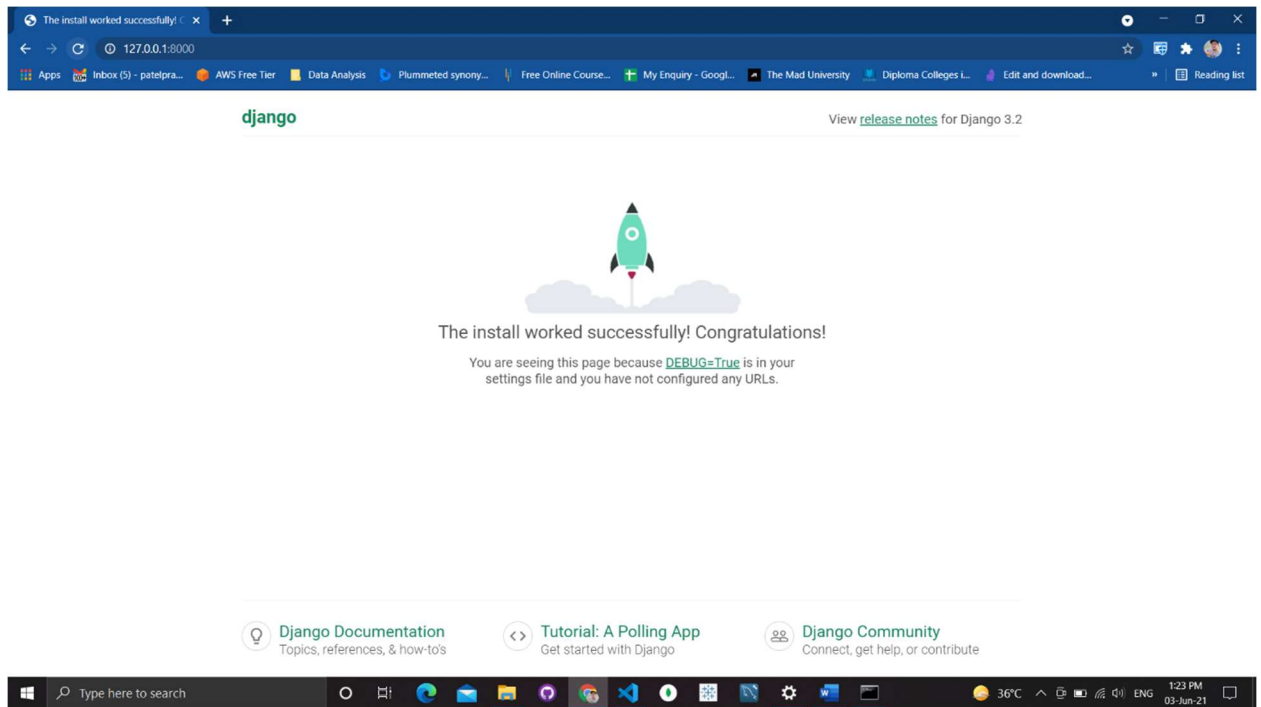 The install worked successfully! C
127.0.0.1:8000
Apps Inbox (5) - patelpra... AWS Free Tier Data Analysis Plummeted synony... Free Online Course... My Enquiry - Googl... The Mad University Diploma Colleges i... Edit and download... » Reading list
django View release notes for Django 3.2
The install worked successfully! Congratulations!
You are seeing this page because DEBUG=True is in your
settings file and you have not configured any URLs.
Django Documentation Tutorial: A Polling App Django Community
Topics, references, & how-to's Get started with Django Connect, get help, or contribute
Type here to search 36°C ENG 1:23 PM
03-Jun-21